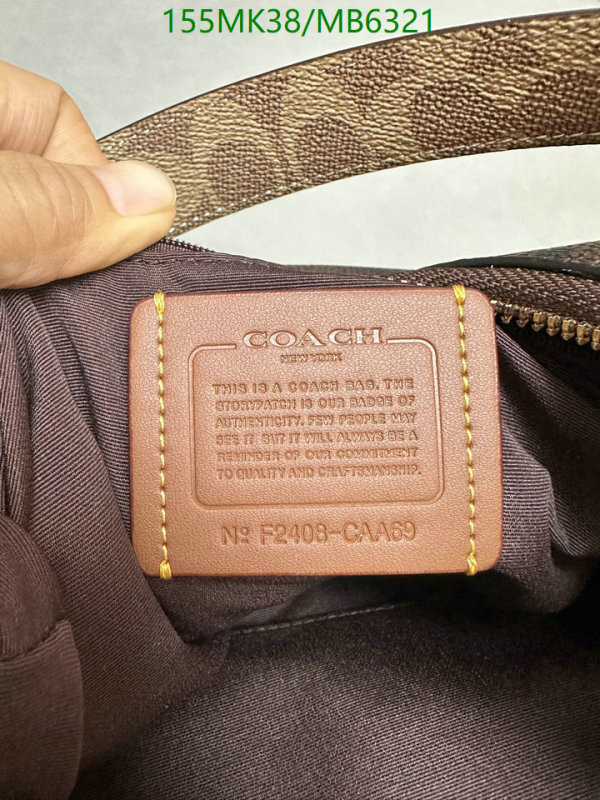 155MK38/MB6321
COACH
NEW YORK
THIS IS A COACH BAG. THE
STORYPATCH IS OUR BADGE OF
AUTHENTICITY. FEW PEOPLE MAY
SEE IT BUT IT WILL ALWAYS BE A
REMINDER OF OUR COMMITMENT
TO QUALITY AND CRAFTSMANSHIP.
Nº F2408-CAA69